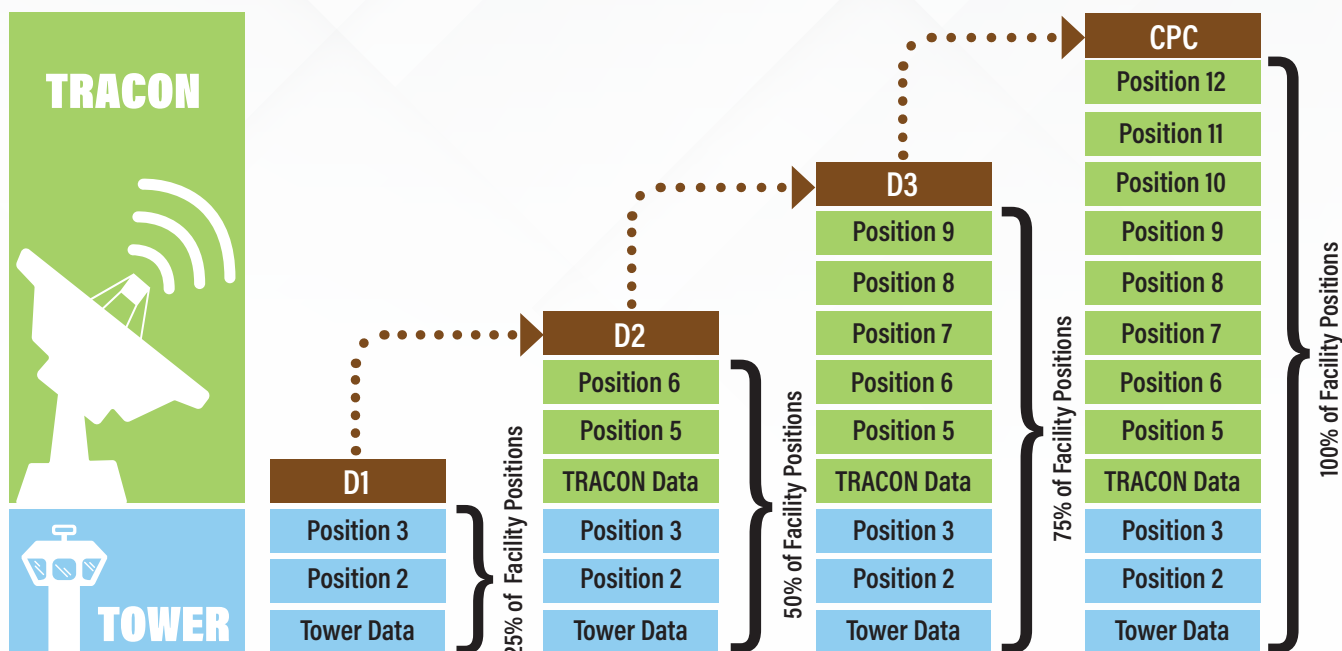 TRACON
TOWER
D1
Position 3
Position 2
Tower Data
25% of Facility Positions
D2
Position 6
Position 5
TRACON Data
Position 3
Position 2
Tower Data
50% of Facility Positions
D3
Position 9
Position 8
Position 7
Position 6
Position 5
TRACON Data
Position 3
Position 2
Tower Data
75% of Facility Positions
CPC
Position 12
Position 11
Position 10
Position 9
Position 8
Position 7
Position 6
Position 5
TRACON Data
Position 3
Position 2
Tower Data
100% of Facility Positions